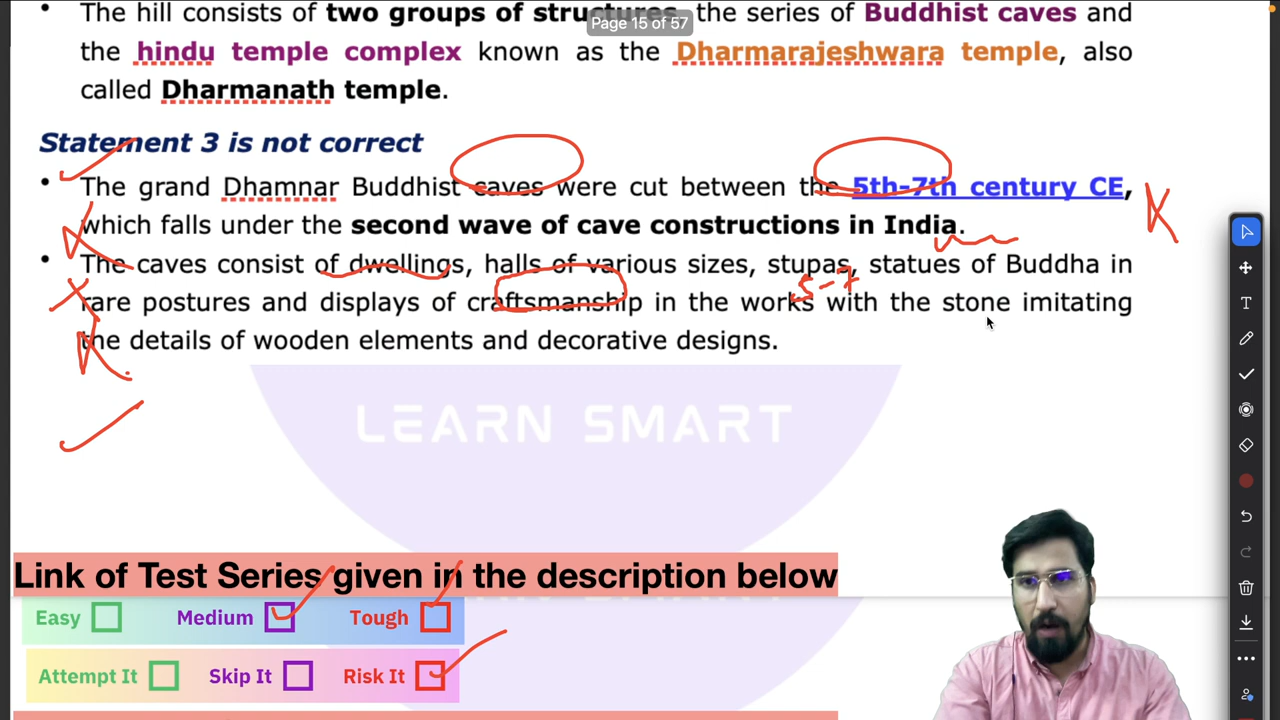 • The hill consists of two groups of structures, the series of Buddhist caves and
Page 15 of 57
the hindu temple complex known as the Dharmarajeshwara temple, also
called Dharmanath temple.
Statement 3 is not correct
• The grand Dhamnar Buddhist caves were cut between the 5th-7th century CE,
which falls under the second wave of cave constructions in India.
• The caves consist of dwellings, halls of various sizes, stupas, statues of Buddha in
5-7
rare postures and displays of craftsmanship in the works with the stone imitating
the details of wooden elements and decorative designs.
LEARN SMART
Link of Test Series given in the description below
Easy Medium Tough
Attempt It Skip It Risk It